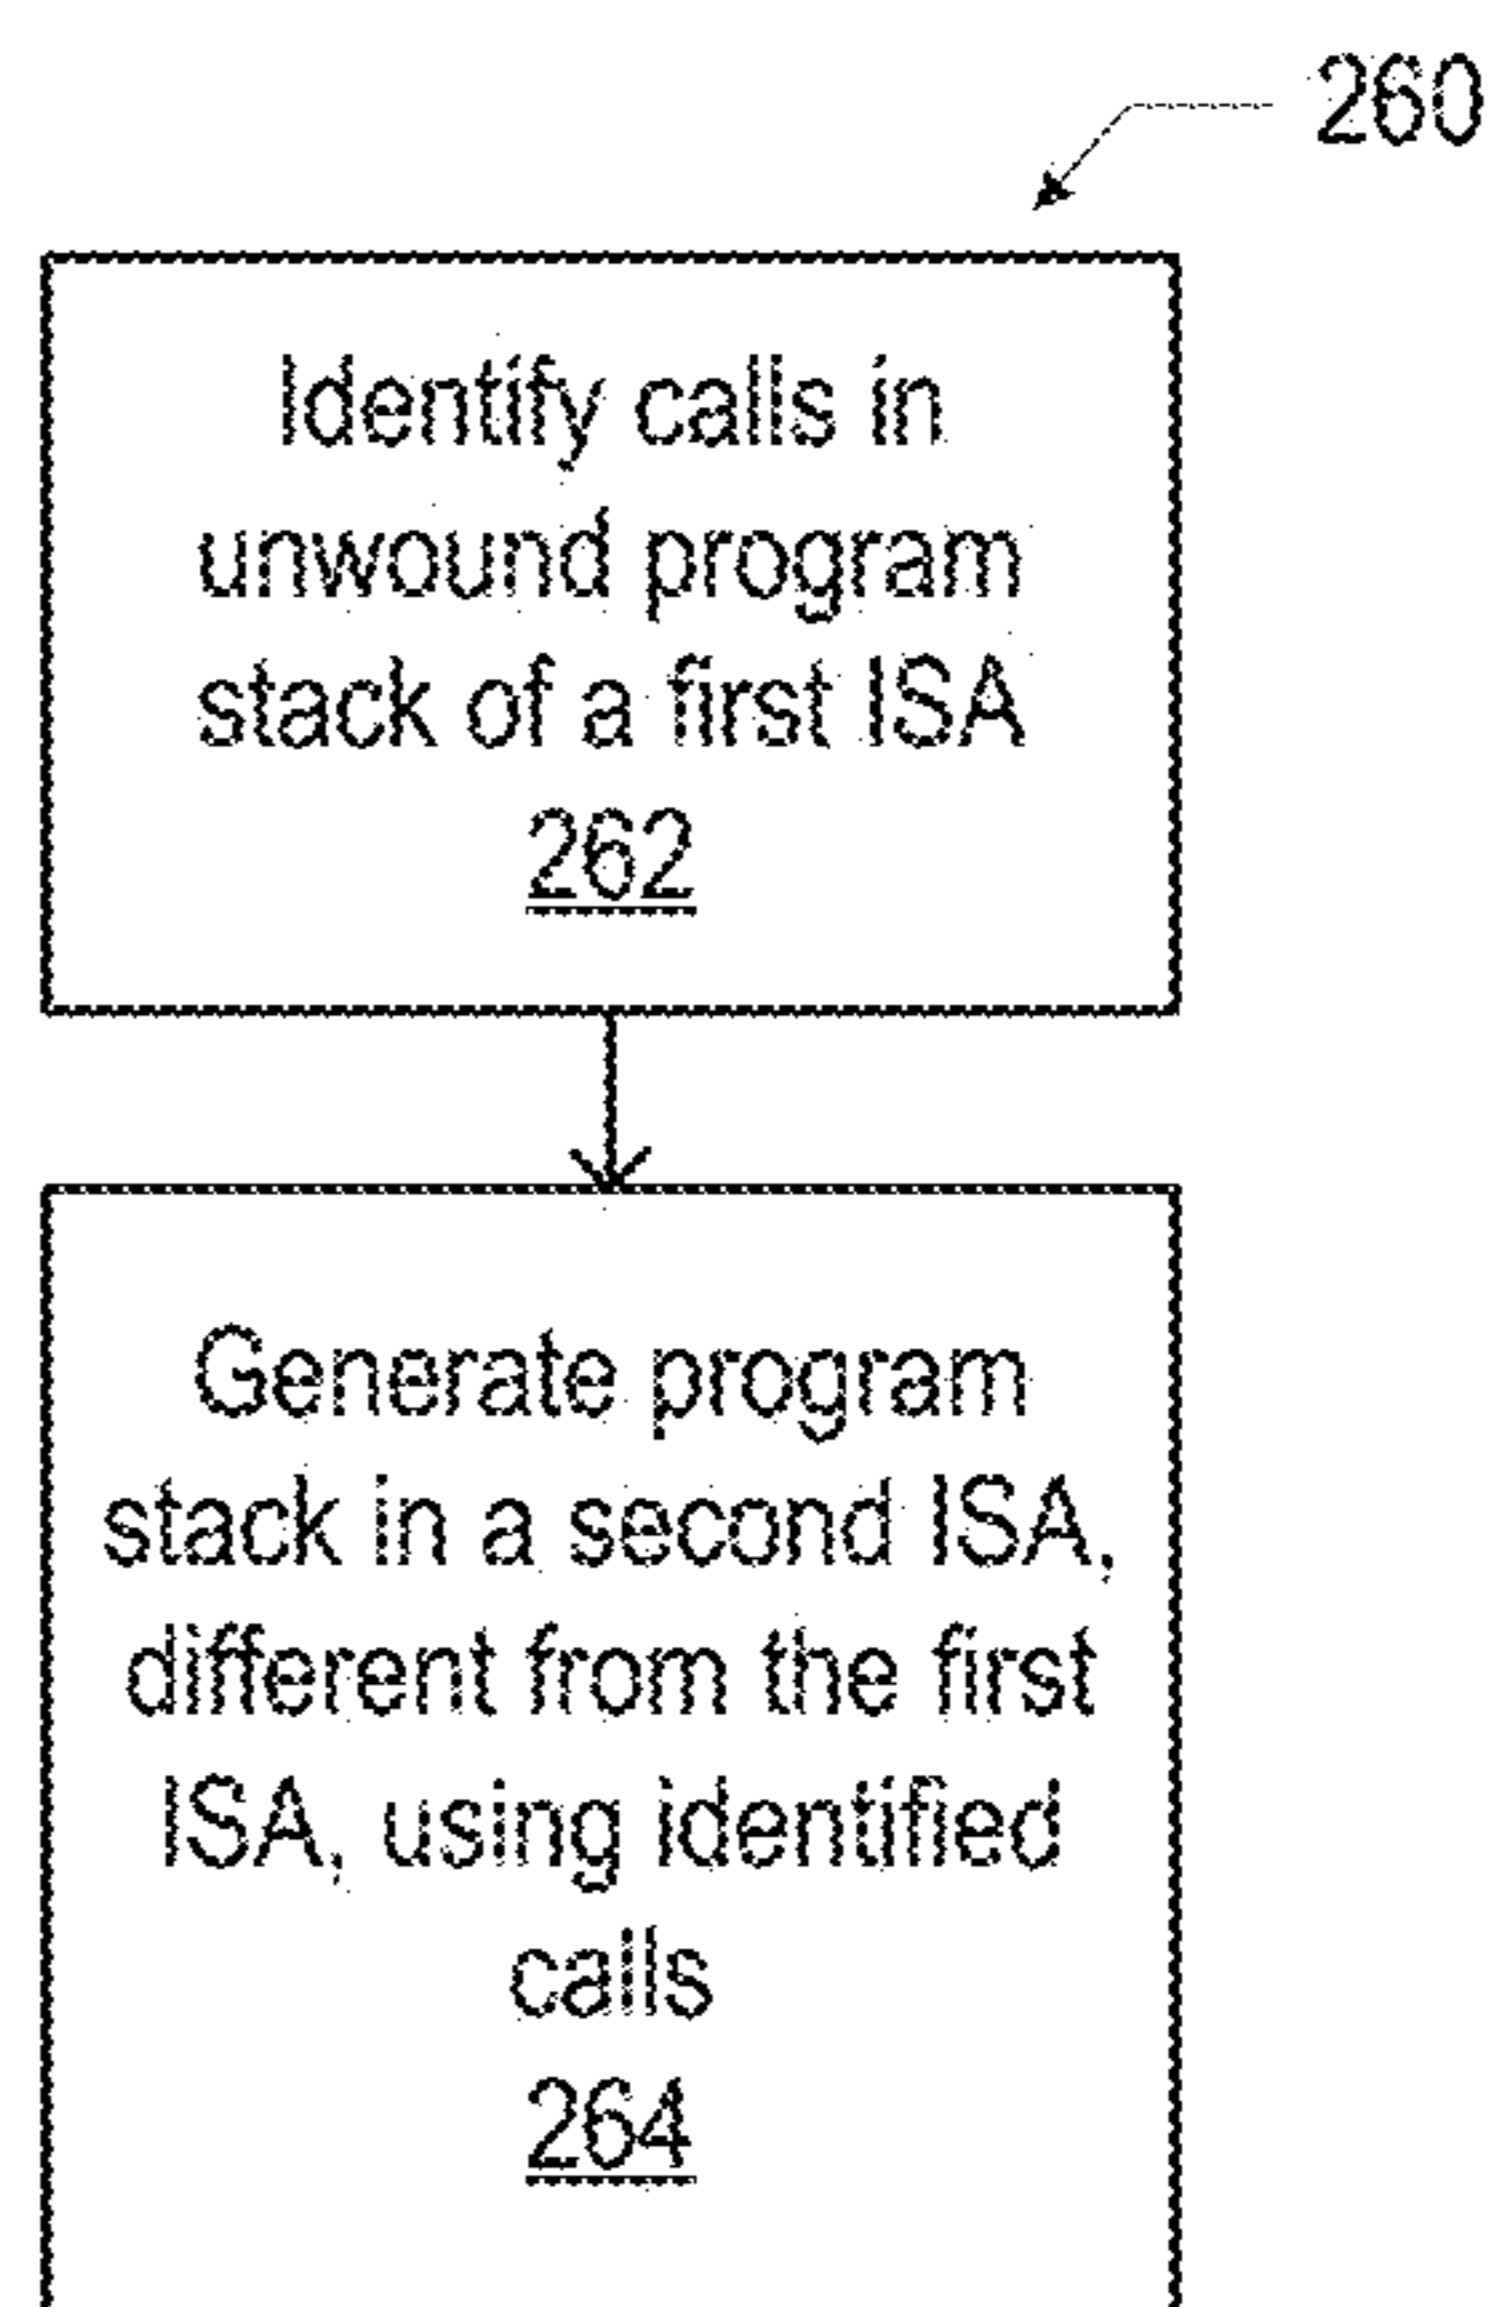 260
Identify calls in
unwound program
stack of a first ISA
262
Generate program
stack in a second ISA,
different from the first
ISA, using identified
calls
264